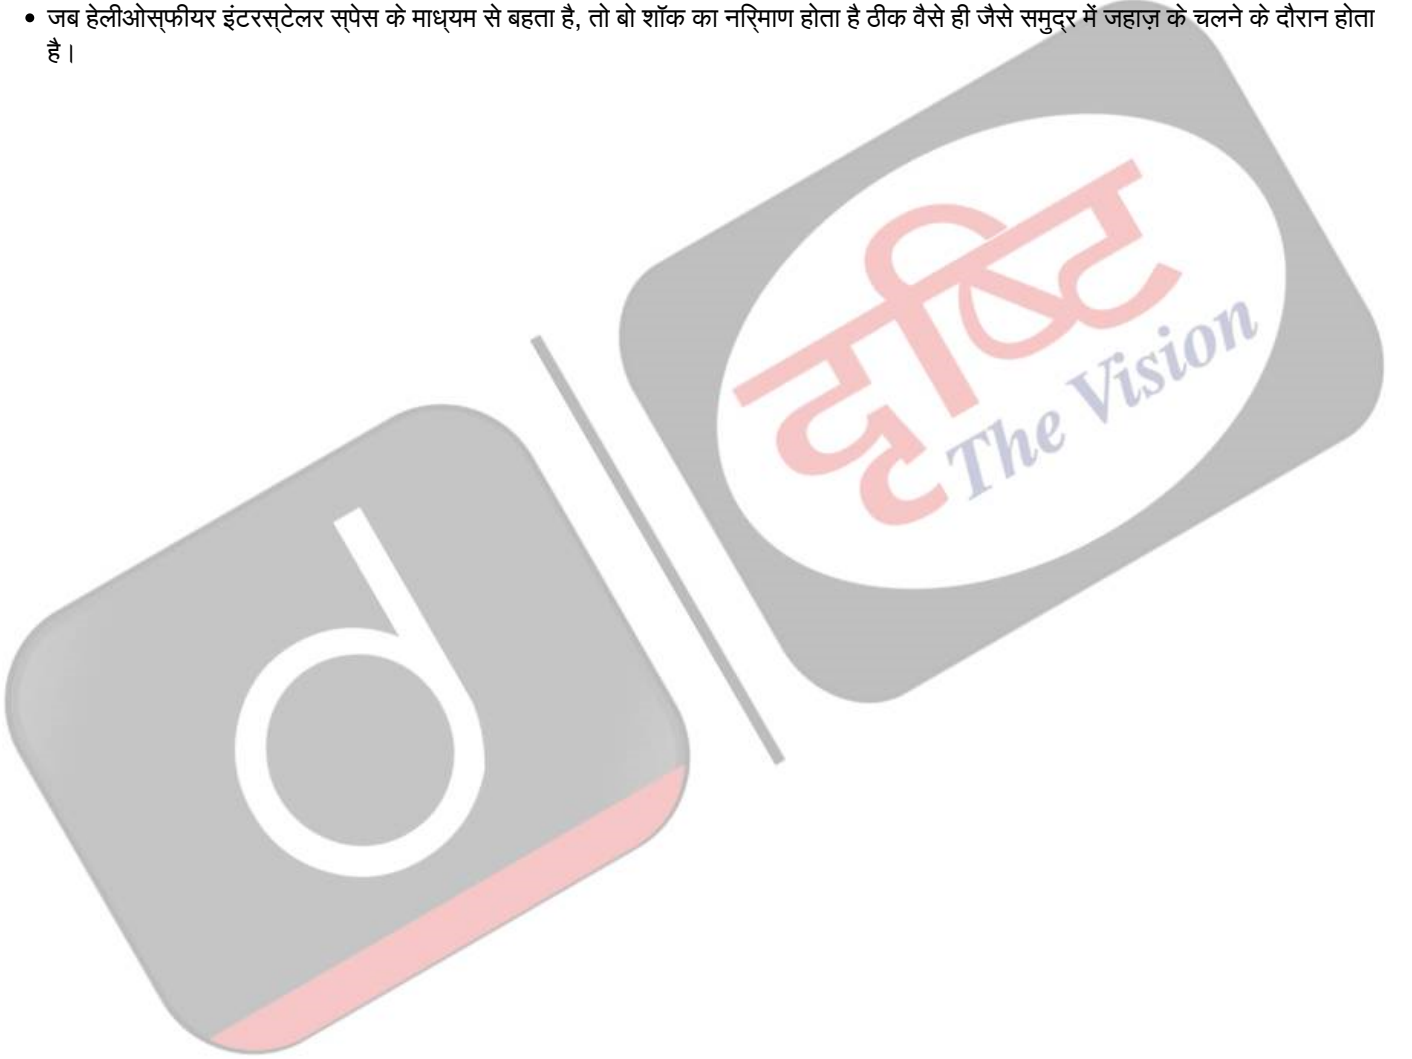 • जब हेलीओस्फीयर इंटरस्टेलर स्पेस के माध्यम से बहता है, तो बो शॉक का निर्माण होता है ठीक वैसे ही जैसे समुद्र में जहाज़ के चलने के दौरान होता
है।
दृष्टि
The Vision
d